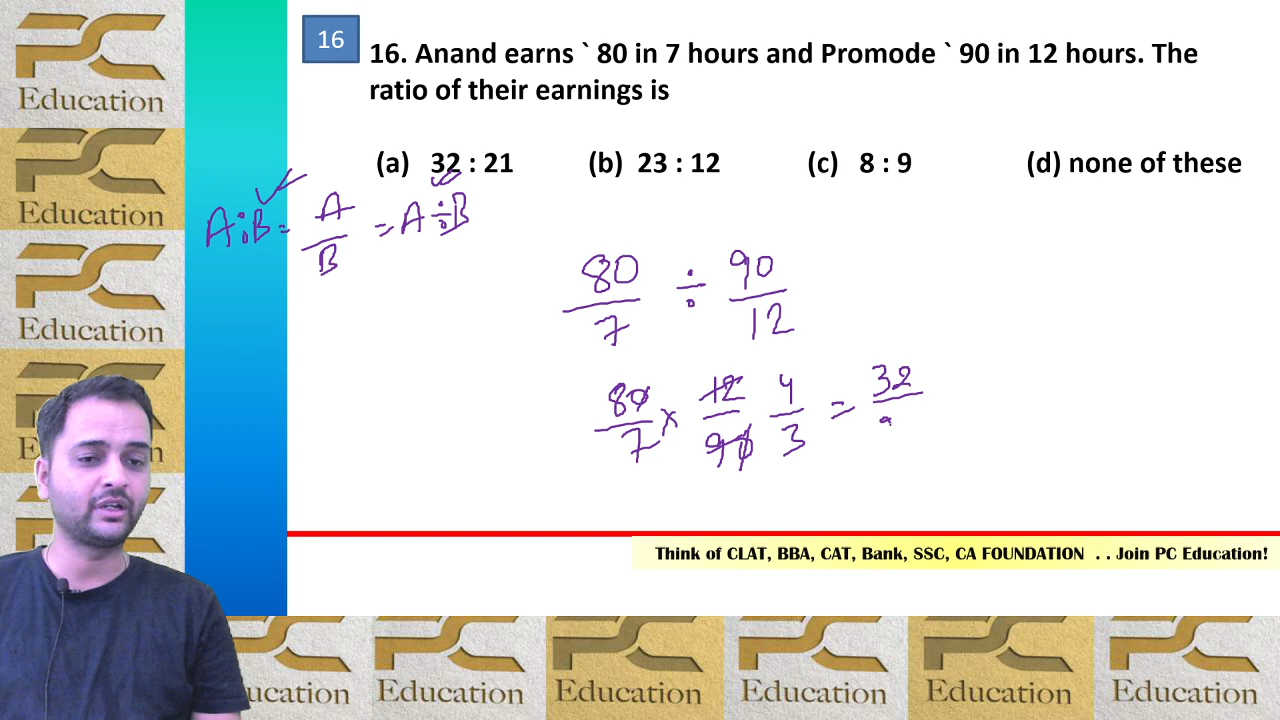 PC
Education
16
16. Anand earns ` 80 in 7 hours and Promode ` 90 in 12 hours. The
ratio of their earnings is
(a) 32 : 21 (b) 23 : 12 (c) 8 : 9 (d) none of these
A:B = A/B = A÷B
80/7 ÷ 90/12
80/7 × 12/90 4/3 = 32/
Think of CLAT, BBA, CAT, Bank, SSC, CA FOUNDATION . . Join PC Education!
Education
Education
Education
Education
ucation
Education
Education
Education
Education
Education